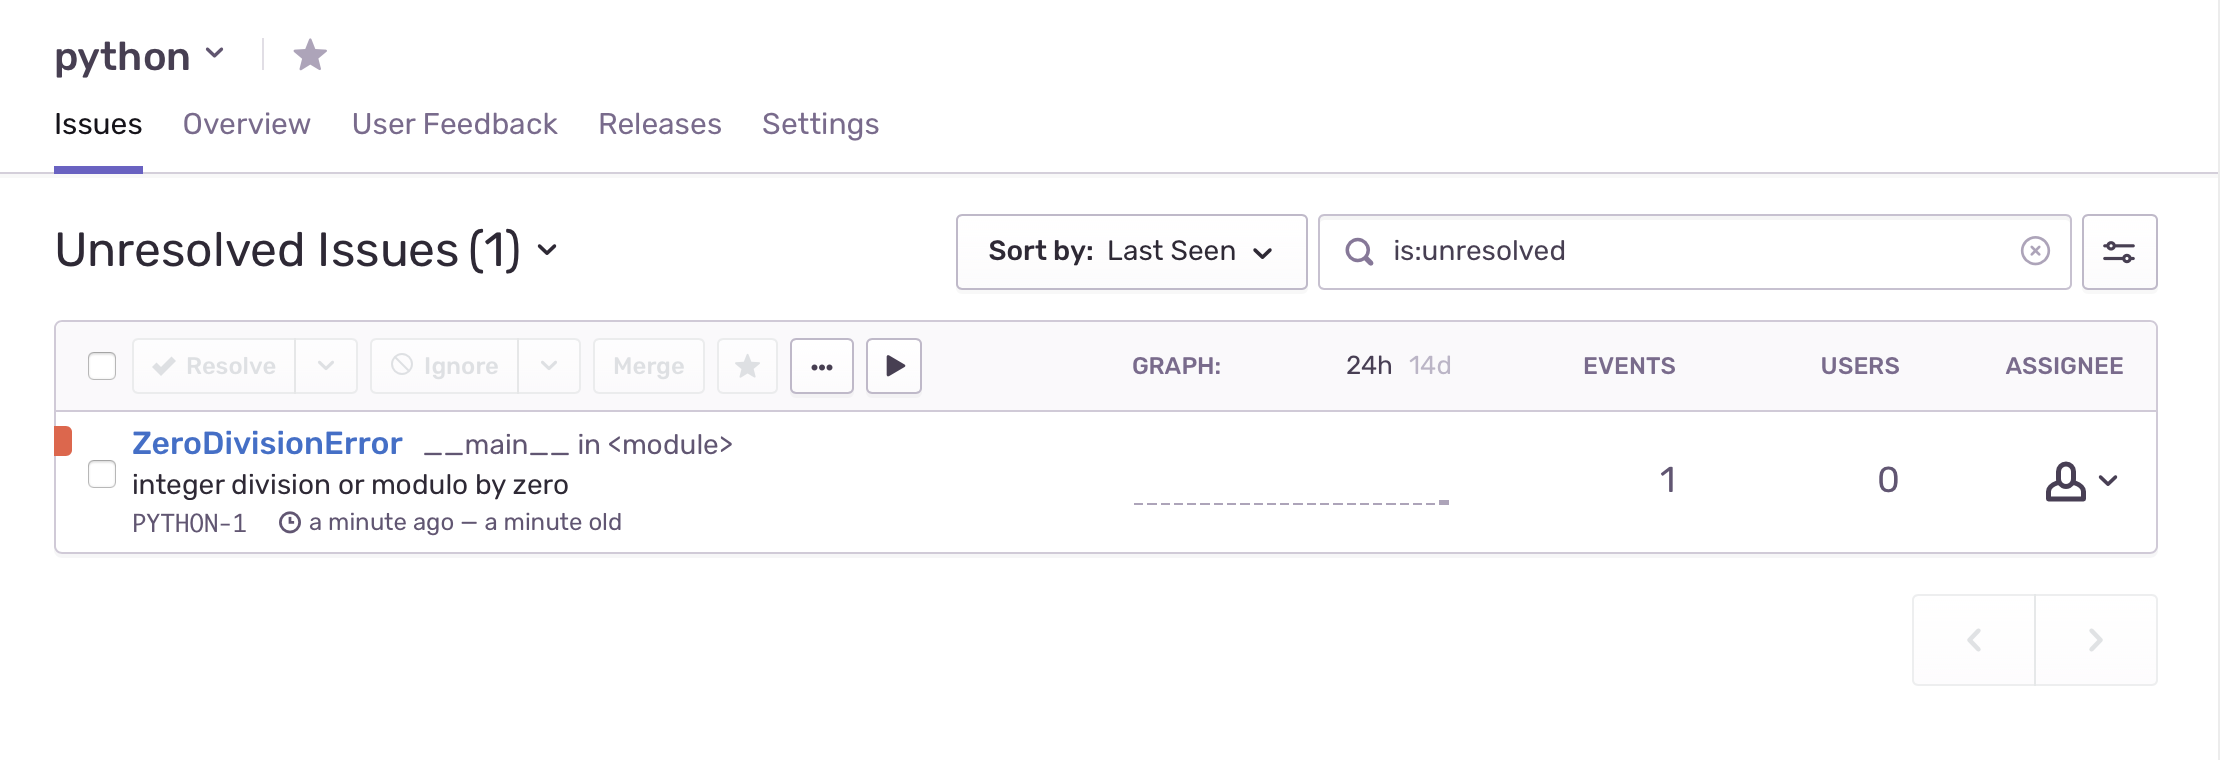 python
Issues Overview User Feedback Releases Settings
Unresolved Issues (1)
Sort by: Last Seen
is:unresolved
Resolve Ignore Merge ... GRAPH: 24h 14d EVENTS USERS ASSIGNEE
ZeroDivisionError __main__ in <module>
integer division or modulo by zero
1 0
PYTHON-1 a minute ago — a minute old